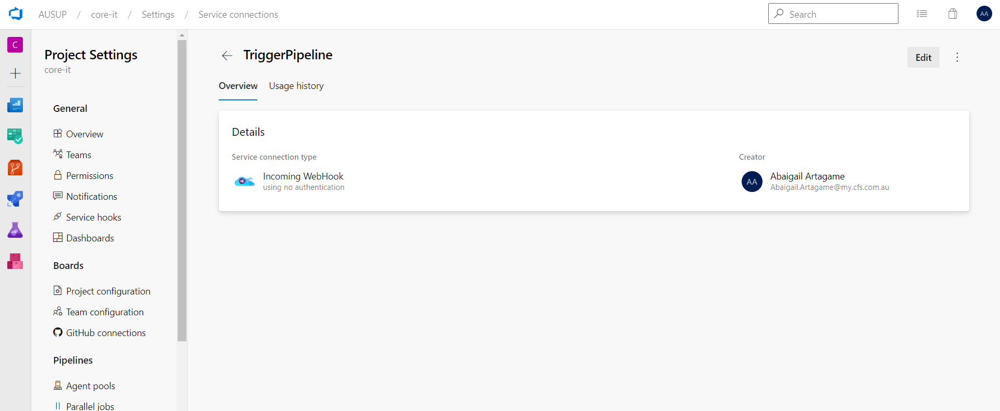 AUSUP / core-it / Settings / Service connections
Search
AA
C
Project Settings
core-it
General
Overview
Teams
Permissions
Notifications
Service hooks
Dashboards
Boards
Project configuration
Team configuration
GitHub connections
Pipelines
Agent pools
Parallel jobs
TriggerPipeline
Edit
Overview
Usage history
Details
Service connection type
Incoming WebHook
using no authentication
Creator
AA
Abaigail Artagame
Abaigail.Artagame@my.cfs.com.au